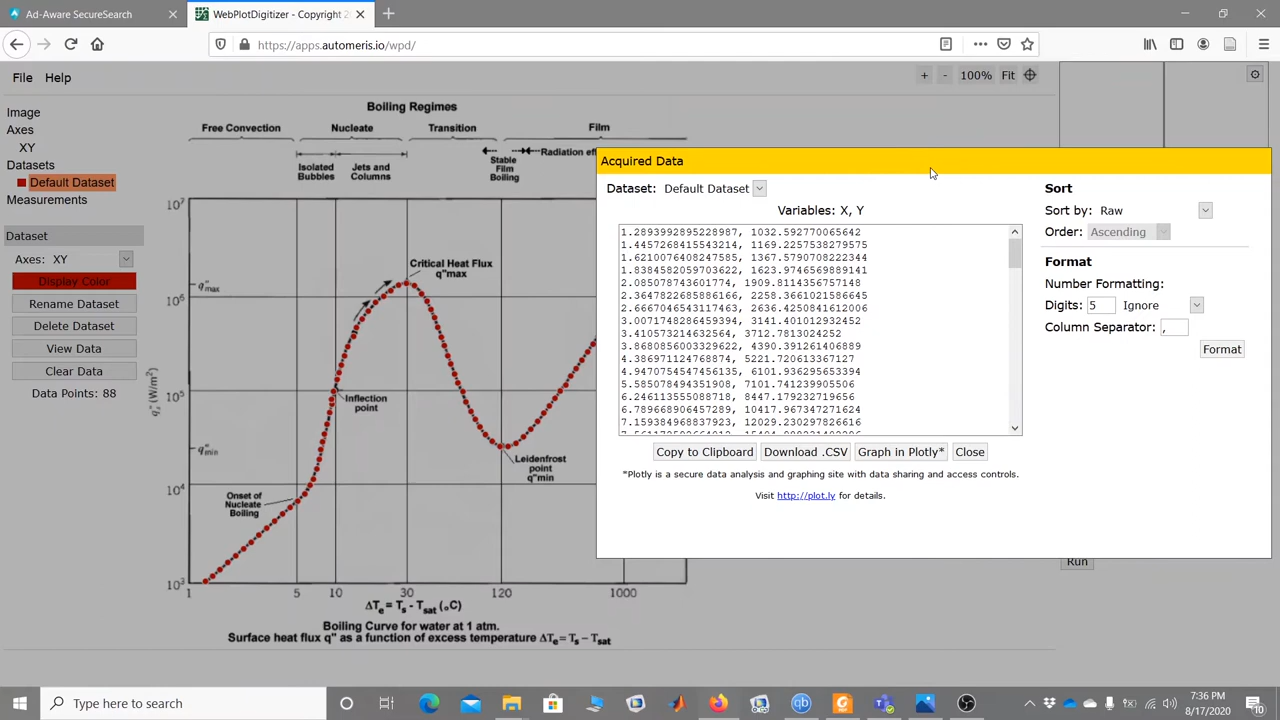 Ad-Aware SecureSearch
WebPlotDigitizer - Copyright 2
https://apps.automeris.io/wpd/
File Help
+ - 100% Fit
Image
Axes
XY
Datasets
Default Dataset
Measurements
Dataset
Axes: XY
Display Color
Rename Dataset
Delete Dataset
View Data
Clear Data
Data Points: 88
Boiling Regimes
Free Convection Nucleate Transition Film
Isolated Bubbles
Jets and Columns
Stable Film Boiling
Radiation
10⁷
Critical Heat Flux
q"max
q"max
10⁶
10⁵
Inflection
point
q"s (W/m²)
q"min
Leidenfrost
point
q"min
10⁴
Onset of
Nucleate
Boiling
10³
1 5 10 30 120 1000
ΔTe = Ts - Tsat (°C)
Boiling Curve for water at 1 atm.
Surface heat flux q" as a function of excess temperature ΔTe = Ts - Tsat
Acquired Data
Dataset: Default Dataset
Variables: X, Y
1.2893992895228987, 1032.592770065642
1.4457268415543214, 1169.2257538279575
1.6210076408247585, 1367.5790708222344
1.8384582059703622, 1623.9746569889141
2.085078743601774, 1909.8114356757148
2.3647822685886166, 2258.3661021586645
2.6667046543117463, 2636.4250841612006
3.0071748286459394, 3141.401012932452
3.410573214632564, 3712.7813024252
3.8680856003329622, 4390.391261406889
4.386971124768874, 5221.720613367127
4.9470754547456135, 6101.936295653394
5.585078494351908, 7101.741239905506
6.246113555088718, 8447.179232719656
6.789668906457289, 10417.967347271624
7.159384968837923, 12029.230297826616
Copy to Clipboard Download .CSV Graph in Plotly* Close
*Plotly is a secure data analysis and graphing site with data sharing and access controls.
Visit http://plot.ly for details.
Sort
Sort by: Raw
Order: Ascending
Format
Number Formatting:
Digits: 5 Ignore
Column Separator: ,
Format
Run
Type here to search
7:36 PM
8/17/2020
10